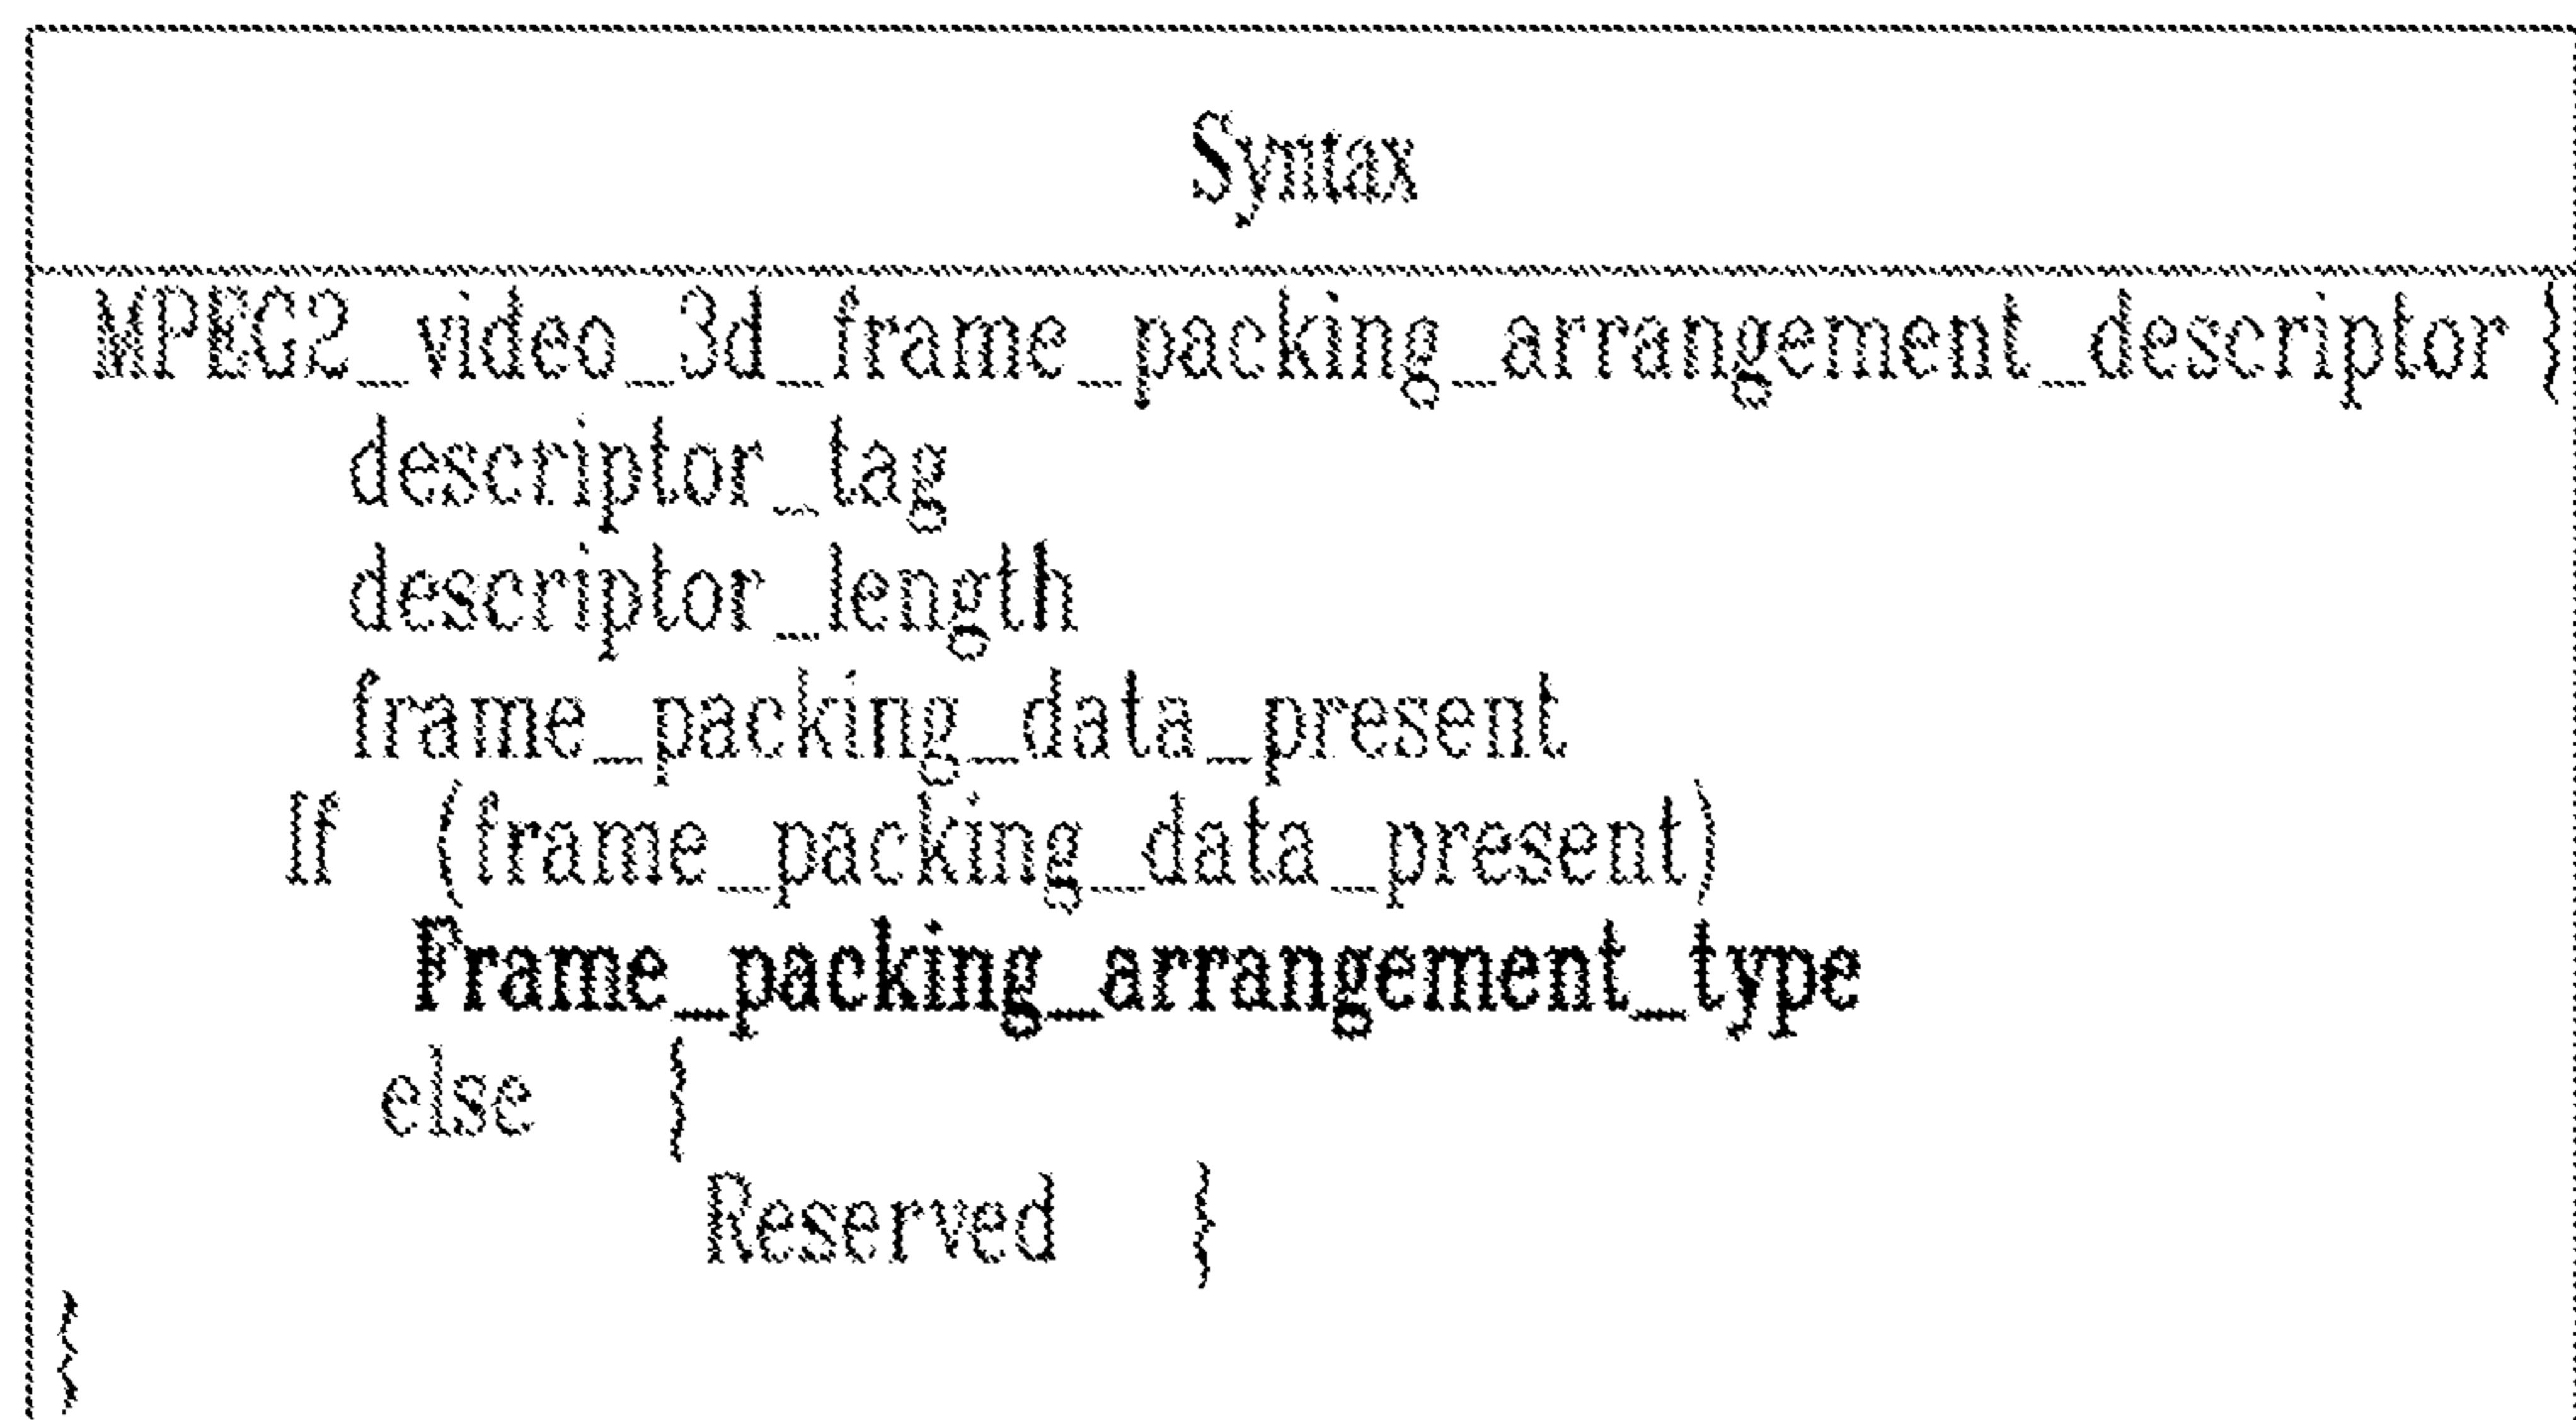 Syntax
MPEG2_video_3d_frame_packing_arrangement_descriptor {
descriptor_tag
descriptor_length
frame_packing_data_present
If (frame_packing_data_present)
Frame_packing_arrangement_type
else {
Reserved }
}